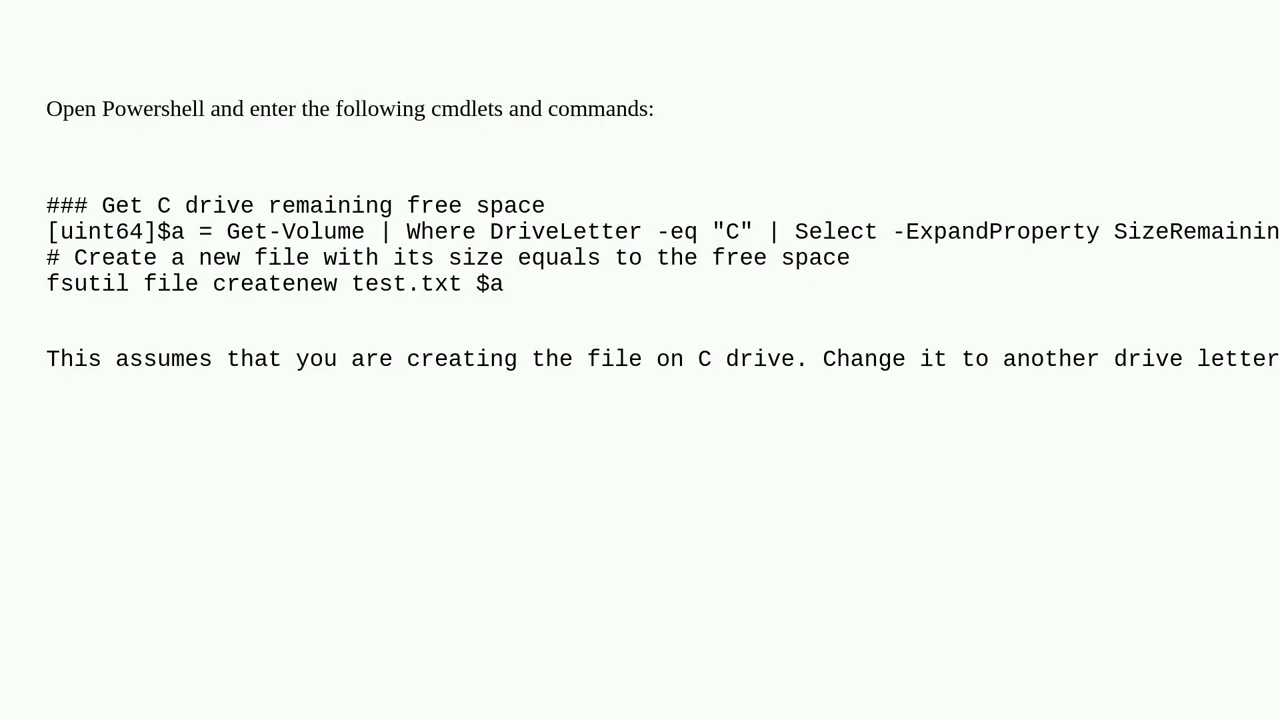 Open Powershell and enter the following cmdlets and commands:
### Get C drive remaining free space
[uint64]$a = Get-Volume | Where DriveLetter -eq "C" | Select -ExpandProperty SizeRemainin
# Create a new file with its size equals to the free space
fsutil file createnew test.txt $a
This assumes that you are creating the file on C drive. Change it to another drive letter